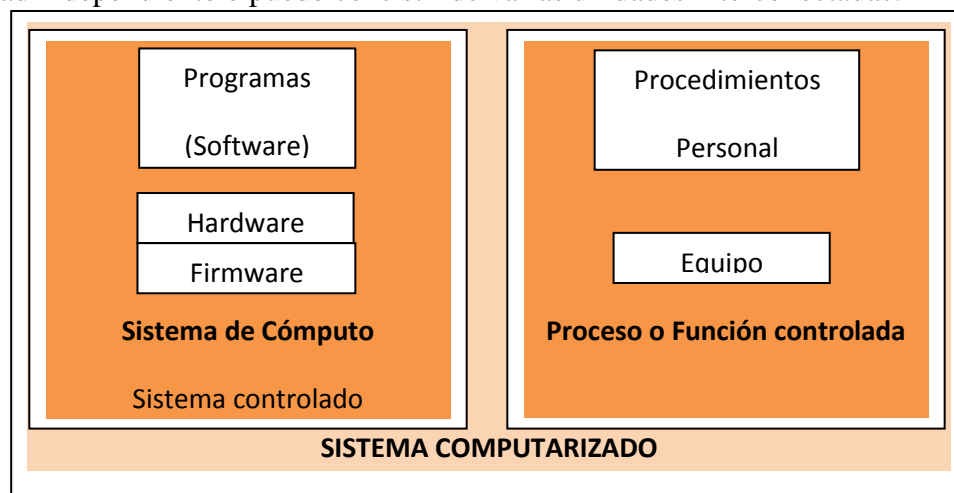 Programas
(Software)
Hardware
Firmware
Sistema de Cómputo
Sistema controlado
Procedimientos
Personal
Equipo
Proceso o Función controlada
SISTEMA COMPUTARIZADO